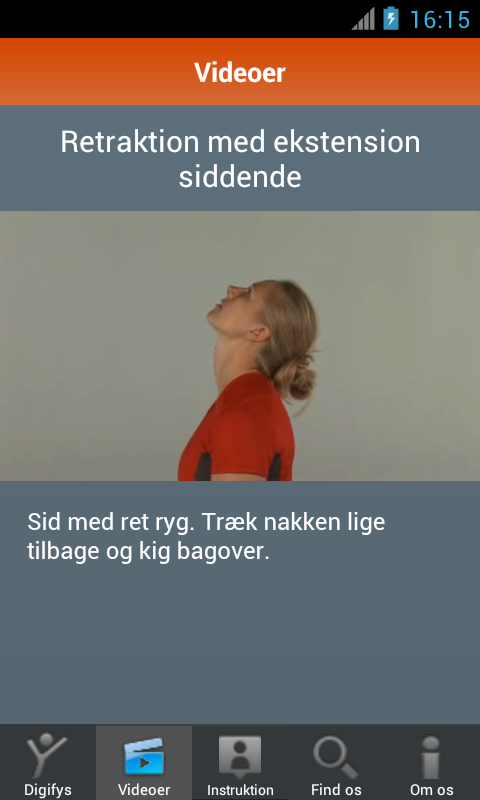 16:15
Videoer
Retraktion med ekstension
siddende
Sid med ret ryg. Træk nakken lige
tilbage og kig bagover.
Digifys
Videoer
Instruktion
Find os
Om os